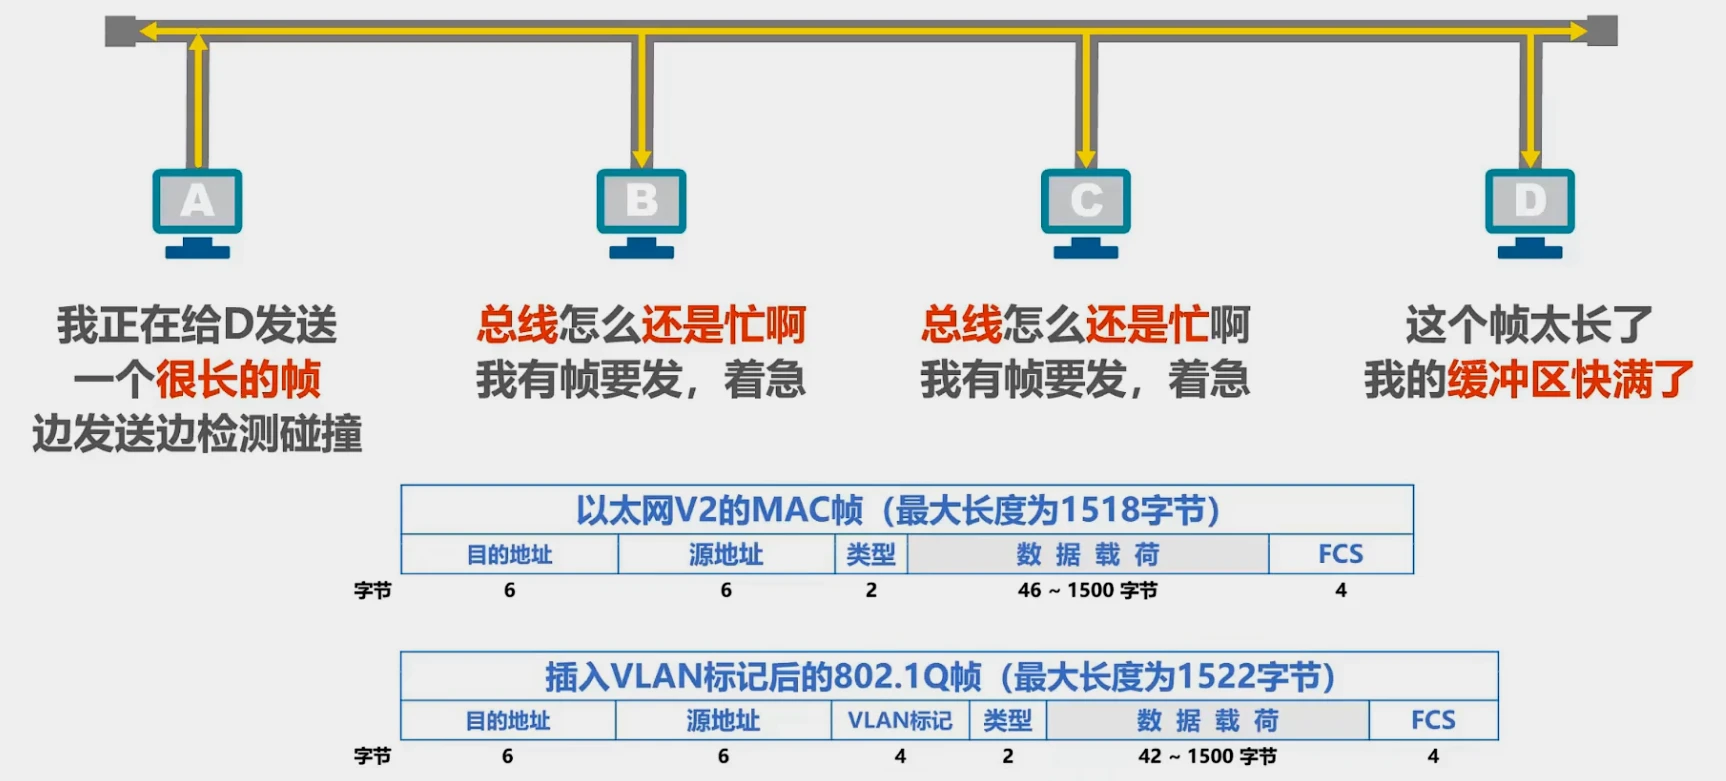 A
B
C
D
我正在给D发送
一个很长的帧
边发送边检测碰撞
总线怎么还是忙啊
我有帧要发，着急
总线怎么还是忙啊
我有帧要发，着急
这个帧太长了
我的缓冲区快满了
以太网V2的MAC帧（最大长度为1518字节）
目的地址 源地址 类型 数据载荷 FCS
字节 6 6 2 46 ~ 1500 字节 4
插入VLAN标记后的802.1Q帧（最大长度为1522字节）
目的地址 源地址 VLAN标记 类型 数据载荷 FCS
字节 6 6 4 2 42 ~ 1500 字节 4